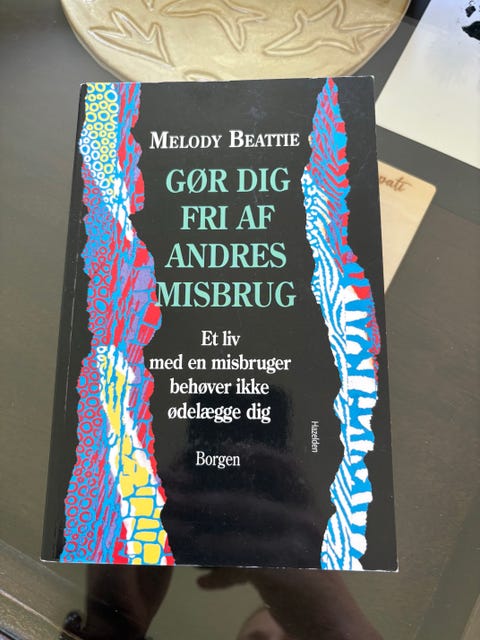 MELODY BEATTIE
GØR DIG
FRI AF
ANDRES
MISBRUG
Et liv
med en misbruger
behøver ikke
ødelægge dig
Borgen
Hazelden